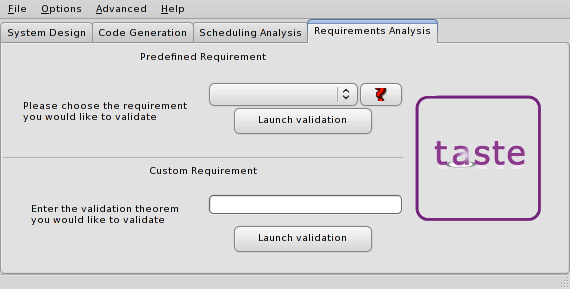 File Options Advanced Help
System Design Code Generation Scheduling Analysis Requirements Analysis
Predefined Requirement
Please choose the requirement
you would like to validate
?
Launch validation
taste
Custom Requirement
Enter the validation theorem
you would like to validate
Launch validation